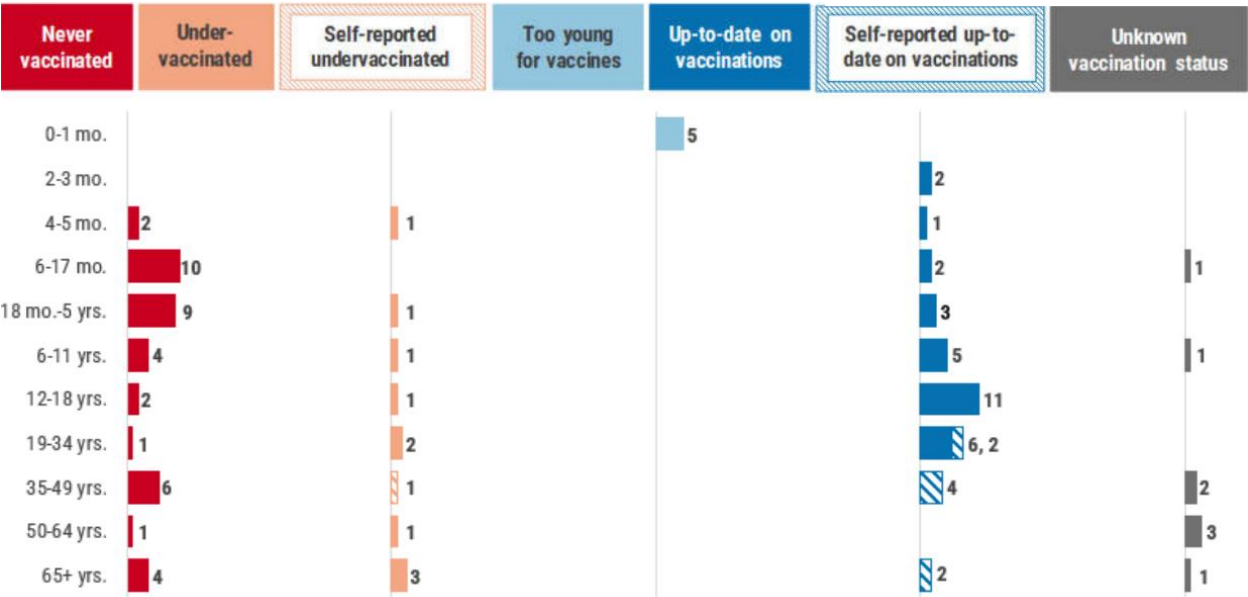 Never vaccinated
Under-vaccinated
Self-reported undervaccinated
Too young for vaccines
Up-to-date on vaccinations
Self-reported up-to-date on vaccinations
Unknown vaccination status
0-1 mo. 5
2-3 mo. 2
4-5 mo. 2 1 1
6-17 mo. 10 2 1
18 mo.-5 yrs. 9 1 3
6-11 yrs. 4 1 5 1
12-18 yrs. 2 1 11
19-34 yrs. 1 2 6, 2
35-49 yrs. 6 1 4 2
50-64 yrs. 1 1 3
65+ yrs. 4 3 2 1